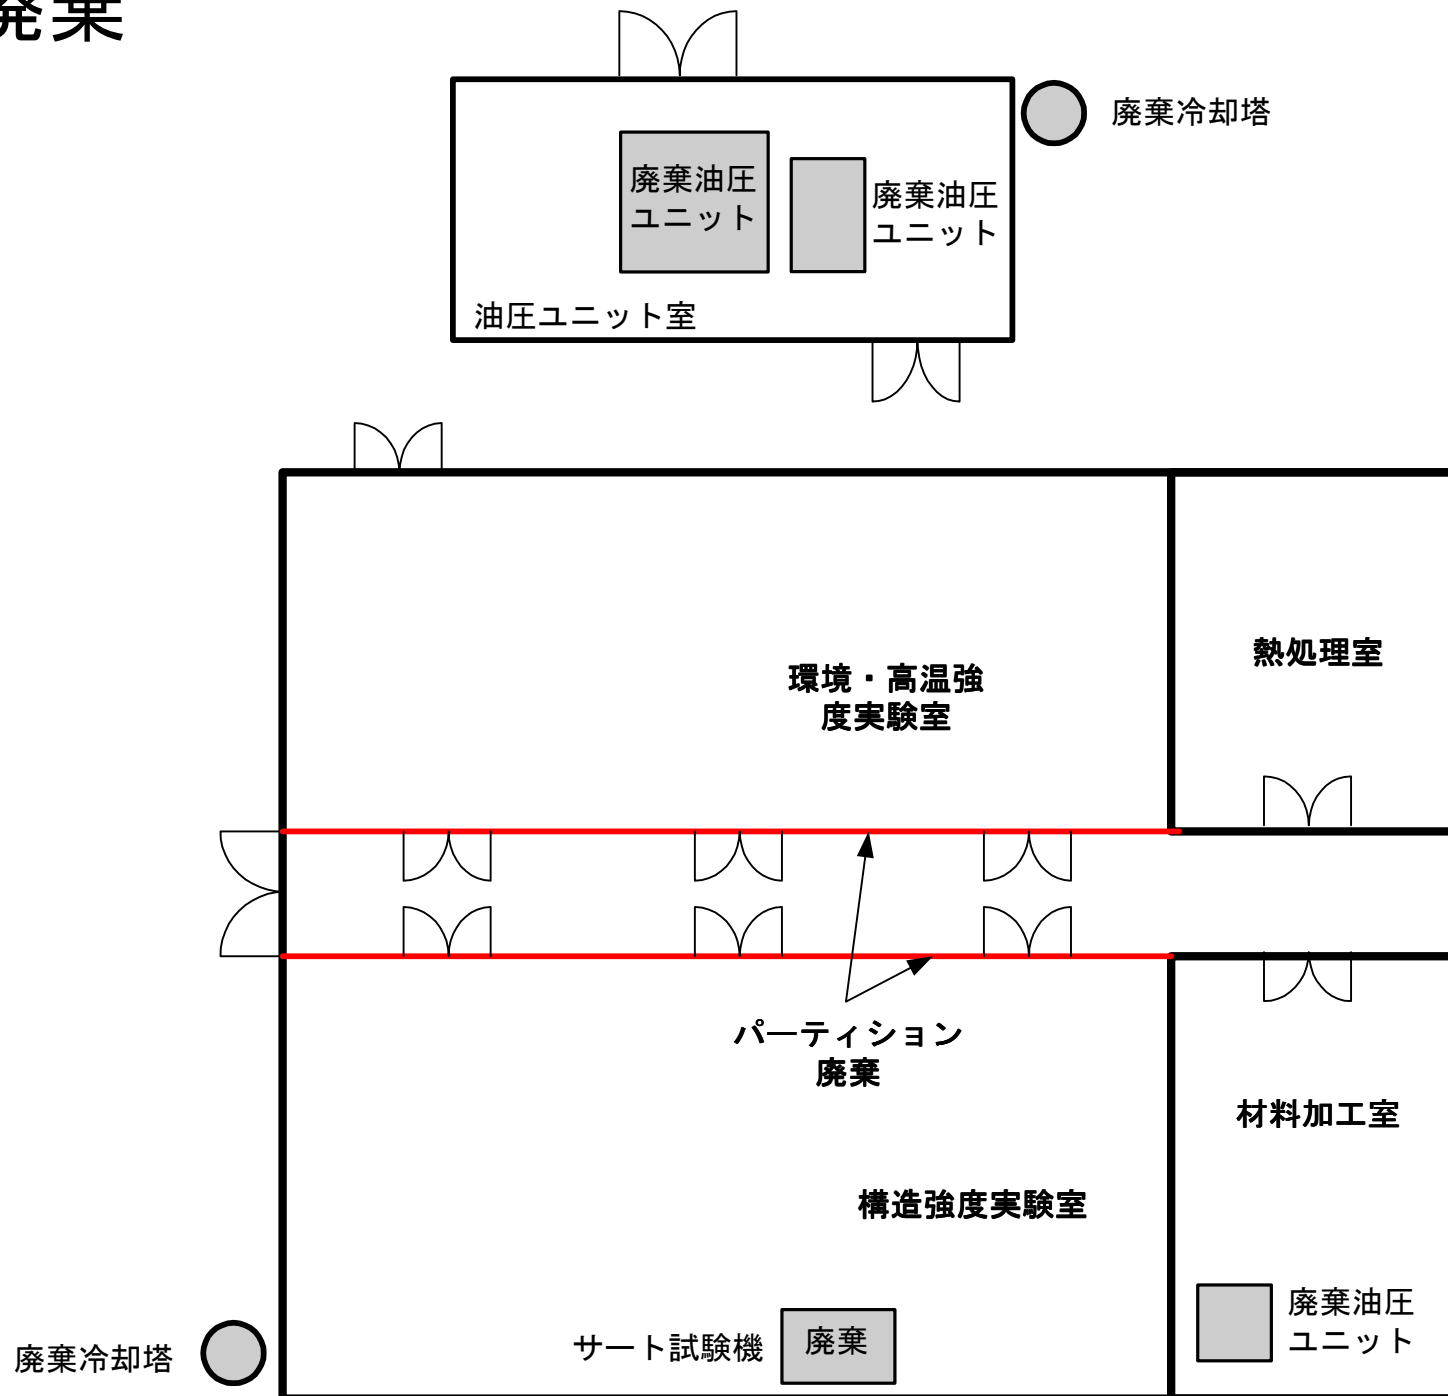 廃棄
廃棄冷却塔
廃棄油圧
ユニット
廃棄油圧
ユニット
油圧ユニット室
環境・高温強
度実験室
熱処理室
パーティション
廃棄
材料加工室
構造強度実験室
廃棄油圧
ユニット
サート試験機
廃棄
廃棄冷却塔